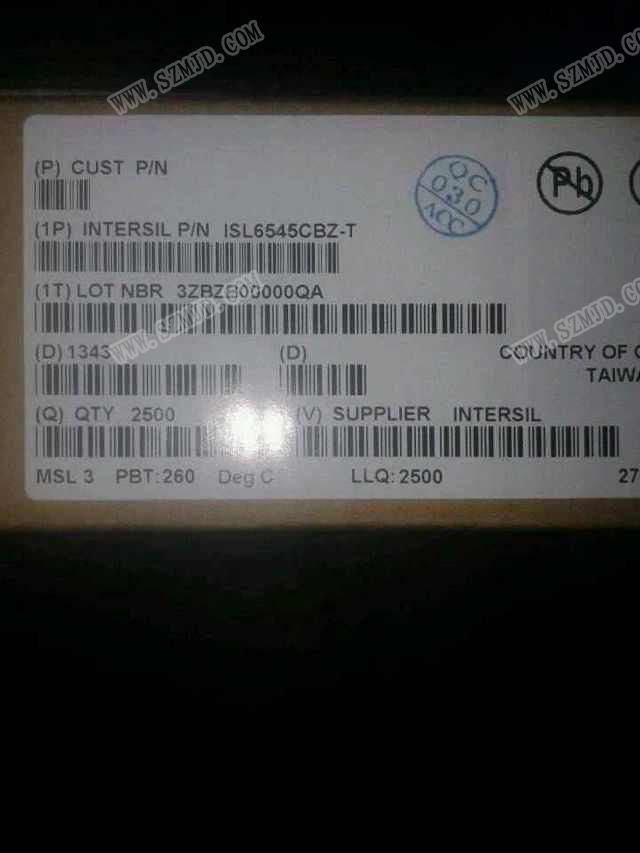 WWW.SZMJD.COM
WWW.SZMJD.COM
(P) CUST P/N
QC
030
ACC
Pb
(1P) INTERSIL P/N ISL6545CBZ-T
(1T) LOT NBR 3ZBZB00000QA
WWW.SZMJD.COM
WWW.SZMJD.COM
(D) 1343
(D)
COUNTRY OF
TAIWA
(Q) QTY 2500
(V) SUPPLIER INTERSIL
MSL 3 PBT:260 Deg C LLQ: 2500 27